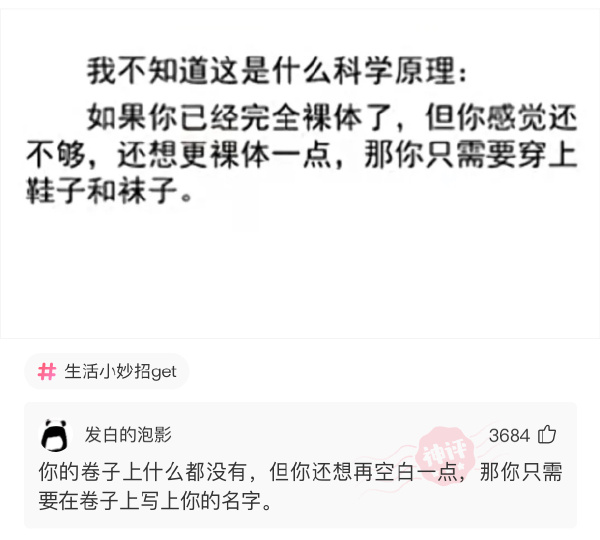 我不知道这是什么科学原理：
如果你已经完全裸体了，但你感觉还
不够，还想更裸体一点，那你只需要穿上
鞋子和袜子。
# 生活小妙招get
发白的泡影
3684
神评
你的卷子上什么都没有，但你还想再空白一点，那你只需
要在卷子上写上你的名字。